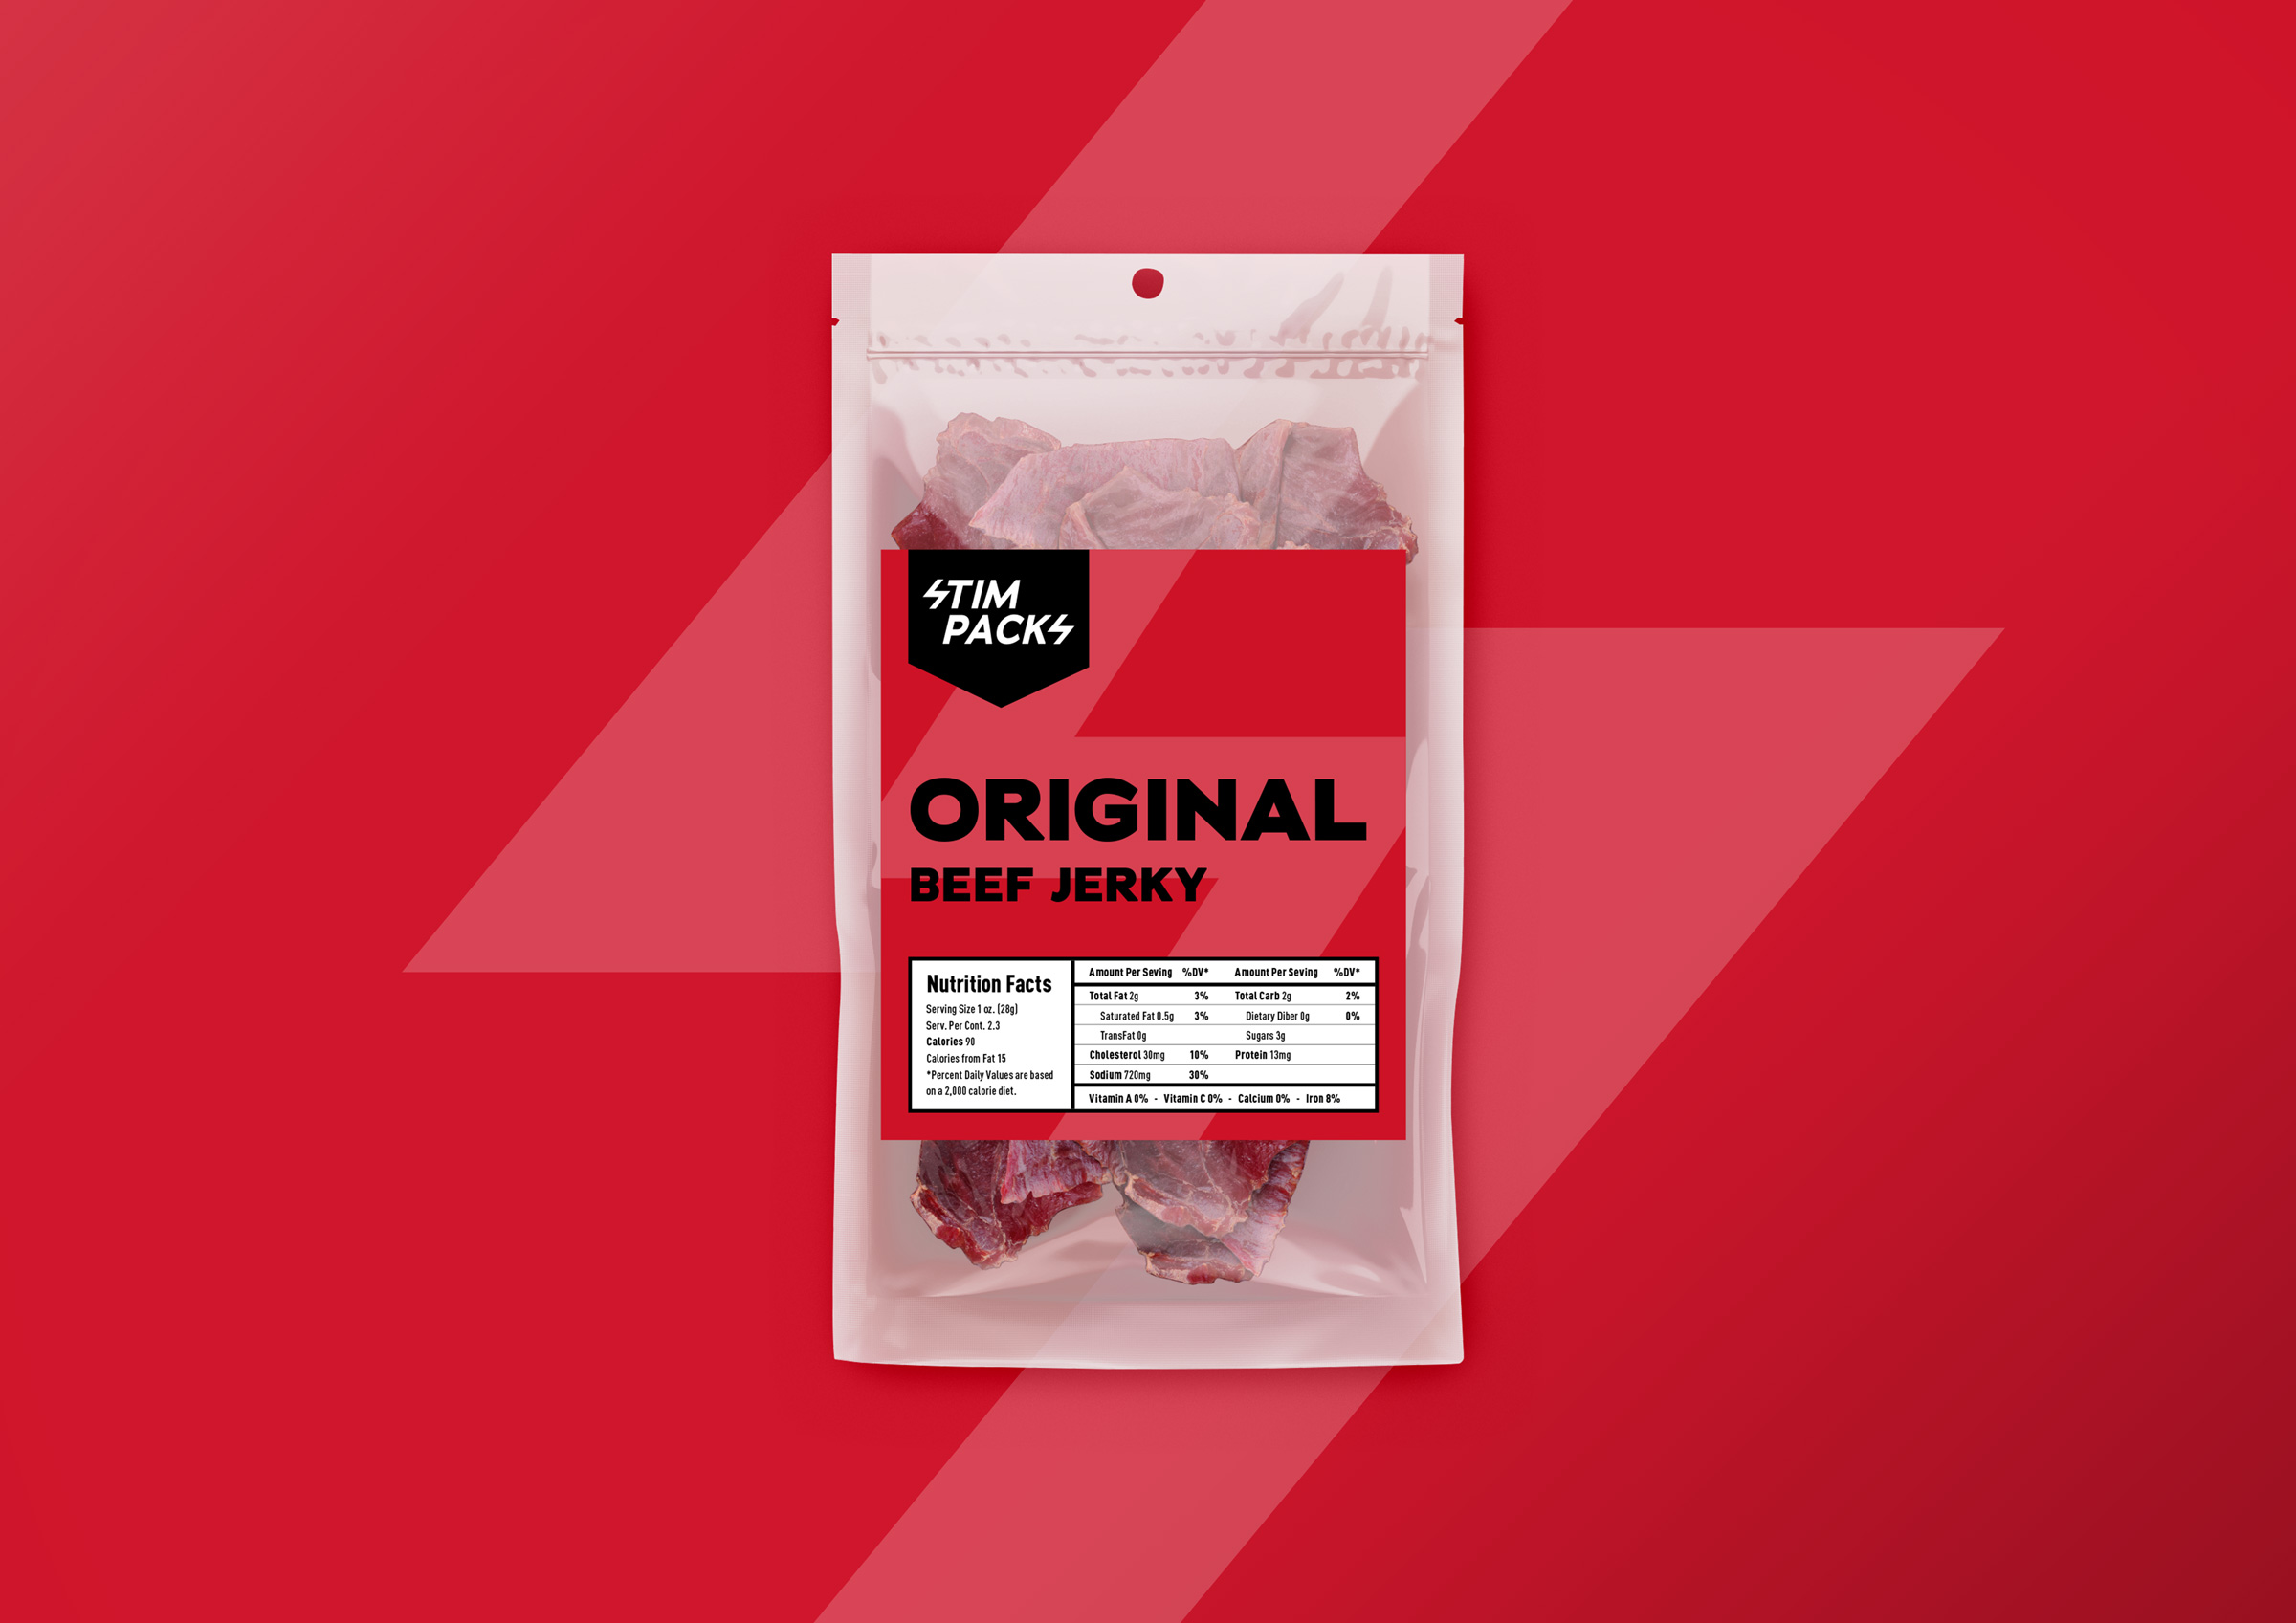 STIM
PACKS
ORIGINAL
BEEF JERKY
Nutrition Facts
Serving Size 1 oz. (28g)
Serv. Per Cont. 2.3
Calories 90
Calories from Fat 15
*Percent Daily Values are based
on a 2,000 calorie diet.
Amount Per Seving %DV* Amount Per Seving %DV*
Total Fat 2g 3% Total Carb 2g 2%
Saturated Fat 0.5g 3% Dietary Diber 0g 0%
TransFat 0g Sugars 3g
Cholesterol 30mg 10% Protein 13mg
Sodium 720mg 30%
Vitamin A 0% - Vitamin C 0% - Calcium 0% - Iron 8%